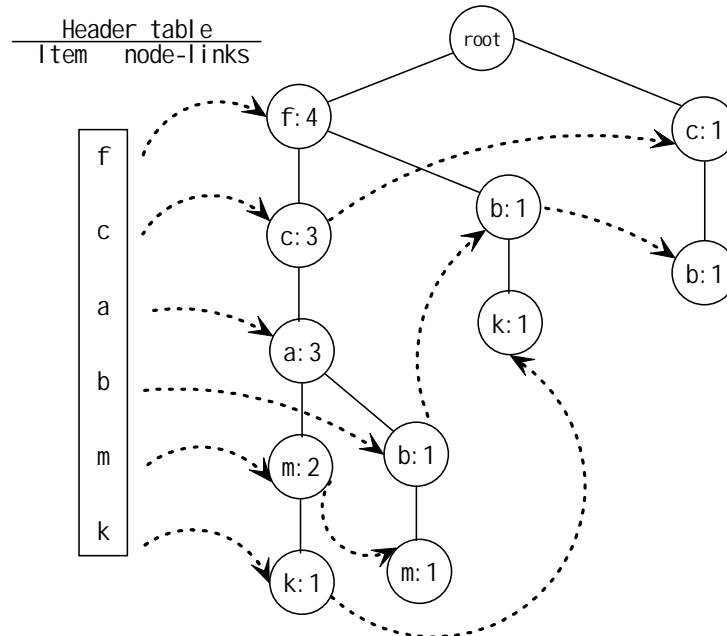 Header table
Item node-links
root
f:4
c:1
f
b:1
c
c:3
b:1
a
k:1
a:3
b
b:1
m
m:2
k
m:1
k:1